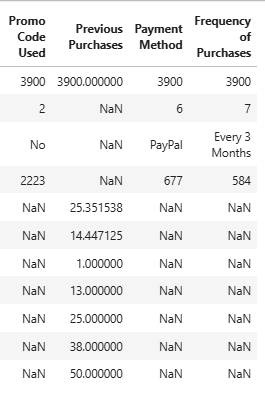 Promo Code Used Previous Purchases Payment Method Frequency of Purchases
3900 3900.000000 3900 3900
2 NaN 6 7
No NaN PayPal Every 3 Months
2223 NaN 677 584
NaN 25.351538 NaN NaN
NaN 14.447125 NaN NaN
NaN 1.000000 NaN NaN
NaN 13.000000 NaN NaN
NaN 25.000000 NaN NaN
NaN 38.000000 NaN NaN
NaN 50.000000 NaN NaN